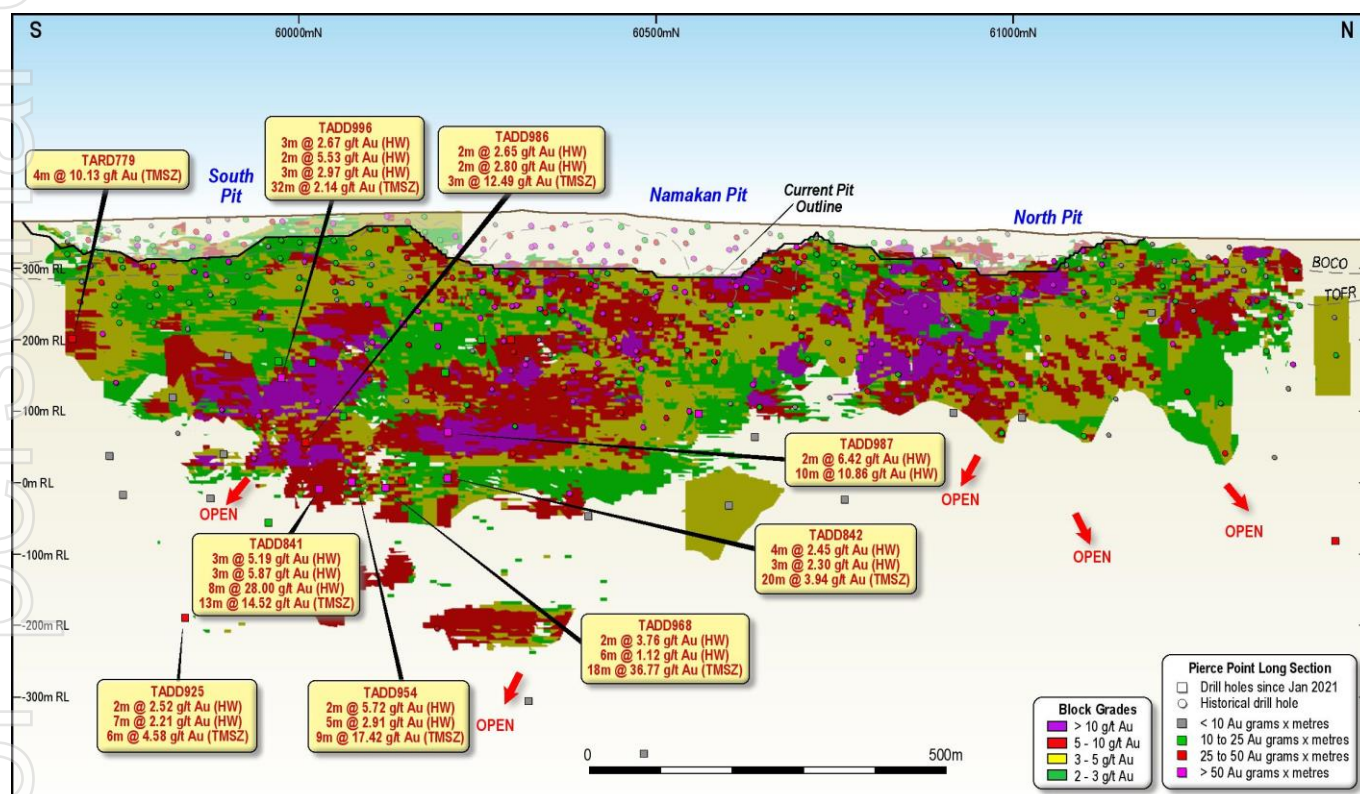 S
60000mN
60500mN
61000mN
N
TARD779
4m @ 10.13 g/t Au (TMSZ)
South
Pit
TADD996
3m @ 2.67 g/t Au (HW)
2m @ 5.53 g/t Au (HW)
3m @ 2.97 g/t Au (HW)
32m @ 2.14 g/t Au (TMSZ)
TADD986
2m @ 2.65 g/t Au (HW)
2m @ 2.80 g/t Au (HW)
3m @ 12.49 g/t Au (TMSZ)
Namakan Pit
Current Pit
Outline
North Pit
BOCO
TOFR
300m RL
200m RL
100m RL
0m RL
-100m RL
-200m RL
-300m RL
TADD987
2m @ 6.42 g/t Au (HW)
10m @ 10.86 g/t Au (HW)
OPEN
OPEN
OPEN
OPEN
OPEN
TADD841
3m @ 5.19 g/t Au (HW)
3m @ 5.87 g/t Au (HW)
8m @ 28.00 g/t Au (HW)
13m @ 14.52 g/t Au (TMSZ)
TADD842
4m @ 2.45 g/t Au (HW)
3m @ 2.30 g/t Au (HW)
20m @ 3.94 g/t Au (TMSZ)
TADD968
2m @ 3.76 g/t Au (HW)
6m @ 1.12 g/t Au (HW)
18m @ 36.77 g/t Au (TMSZ)
TADD925
2m @ 2.52 g/t Au (HW)
7m @ 2.21 g/t Au (HW)
6m @ 4.58 g/t Au (TMSZ)
TADD954
2m @ 5.72 g/t Au (HW)
5m @ 2.91 g/t Au (HW)
9m @ 17.42 g/t Au (TMSZ)
0
500m
Block Grades
> 10 g/t Au
5 - 10 g/t Au
3 - 5 g/t Au
2 - 3 g/t Au
Pierce Point Long Section
Drill holes since Jan 2021
Historical drill hole
< 10 Au grams x metres
10 to 25 Au grams x metres
25 to 50 Au grams x metres
> 50 Au grams x metres